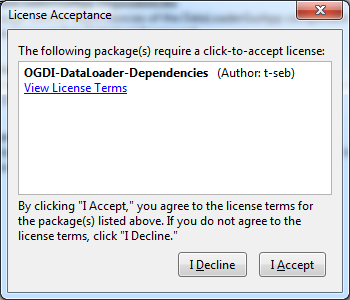 License Acceptance
The following package(s) require a click-to-accept license:
OGDI-DataLoader-Dependencies (Author: t-seb)
View License Terms
By clicking "I Accept," you agree to the license terms for
the package(s) listed above. If you do not agree to the
license terms, click "I Decline."
I Decline
I Accept